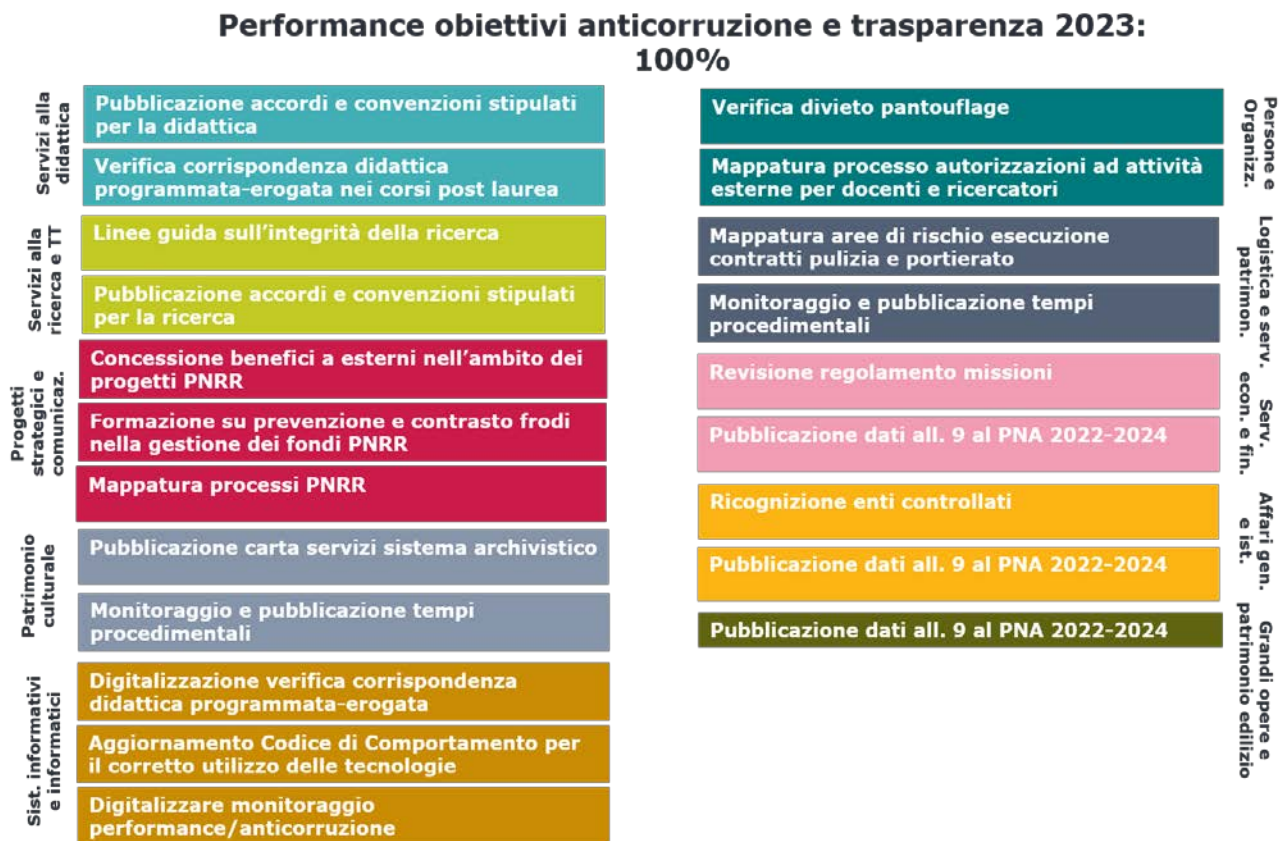 Performance obiettivi anticorruzione e trasparenza 2023:
100%
Servizi alla
didattica
Pubblicazione accordi e convenzioni stipulati
per la didattica
Verifica corrispondenza didattica
programmata-erogata nei corsi post laurea
Servizi alla
ricerca e TT
Linee guida sull'integrità della ricerca
Pubblicazione accordi e convenzioni stipulati
per la ricerca
Progetti
strategici e
comunicaz.
Concessione benefici a esterni nell'ambito dei
progetti PNRR
Formazione su prevenzione e contrasto frodi
nella gestione dei fondi PNRR
Mappatura processi PNRR
Patrimonio
culturale
Pubblicazione carta servizi sistema archivistico
Monitoraggio e pubblicazione tempi
procedimentali
Sist. informativi
e informatici
Digitalizzazione verifica corrispondenza
didattica programmata-erogata
Aggiornamento Codice di Comportamento per
il corretto utilizzo delle tecnologie
Digitalizzare monitoraggio
performance/anticorruzione
Persone e
Organizz.
Verifica divieto pantouflage
Mappatura processo autorizzazioni ad attività
esterne per docenti e ricercatori
Logistica e serv.
patrimon.
Mappatura aree di rischio esecuzione
contratti pulizia e portierato
Monitoraggio e pubblicazione tempi
procedimentali
Serv.
econ. e fin.
Revisione regolamento missioni
Pubblicazione dati all. 9 al PNA 2022-2024
Affari gen.
e ist.
Ricognizione enti controllati
Pubblicazione dati all. 9 al PNA 2022-2024
Grandi opere e
patrimonio edilizio
Pubblicazione dati all. 9 al PNA 2022-2024